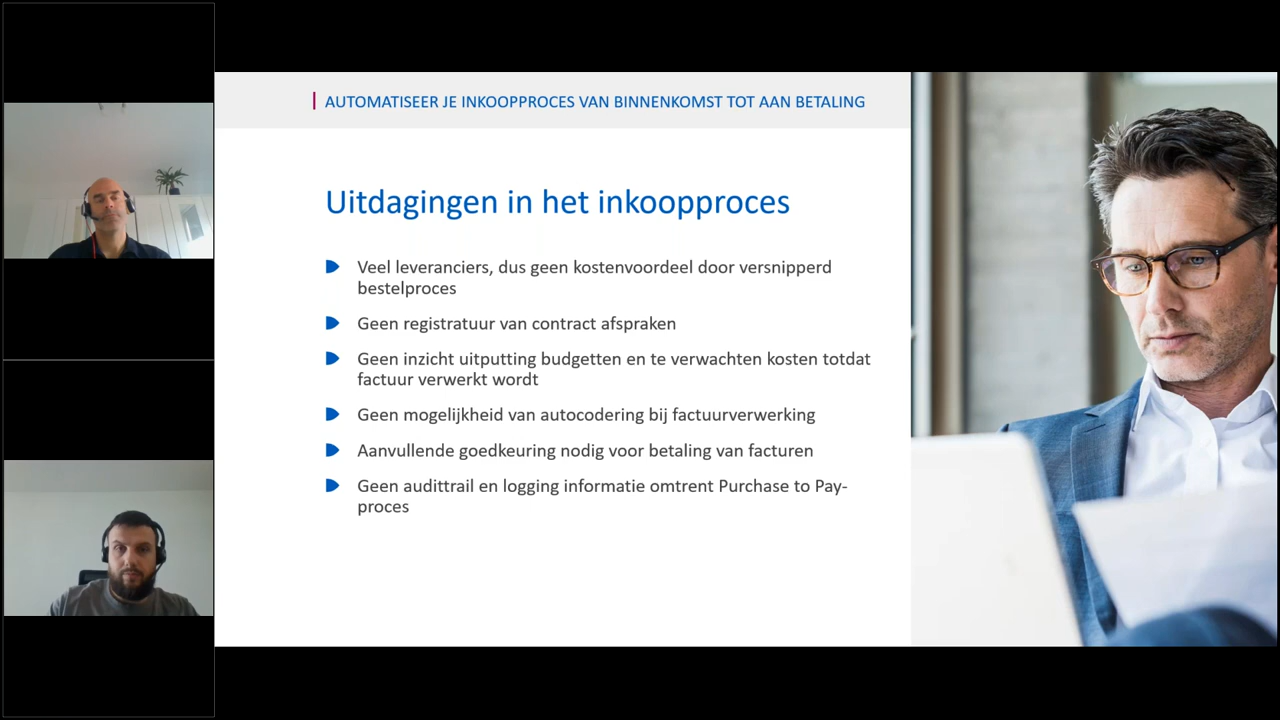 AUTOMATISEER JE INKOOPPROCES VAN BINNENKOMST TOT AAN BETALING
Uitdagingen in het inkoopproces
Veel leveranciers, dus geen kostenvoordeel door versnipperd
bestelproces
Geen registratuur van contract afspraken
Geen inzicht uitputting budgetten en te verwachten kosten totdat
factuur verwerkt wordt
Geen mogelijkheid van autocodering bij factuurverwerking
Aanvullende goedkeuring nodig voor betaling van facturen
Geen audittrail en logging informatie omtrent Purchase to Pay-
proces